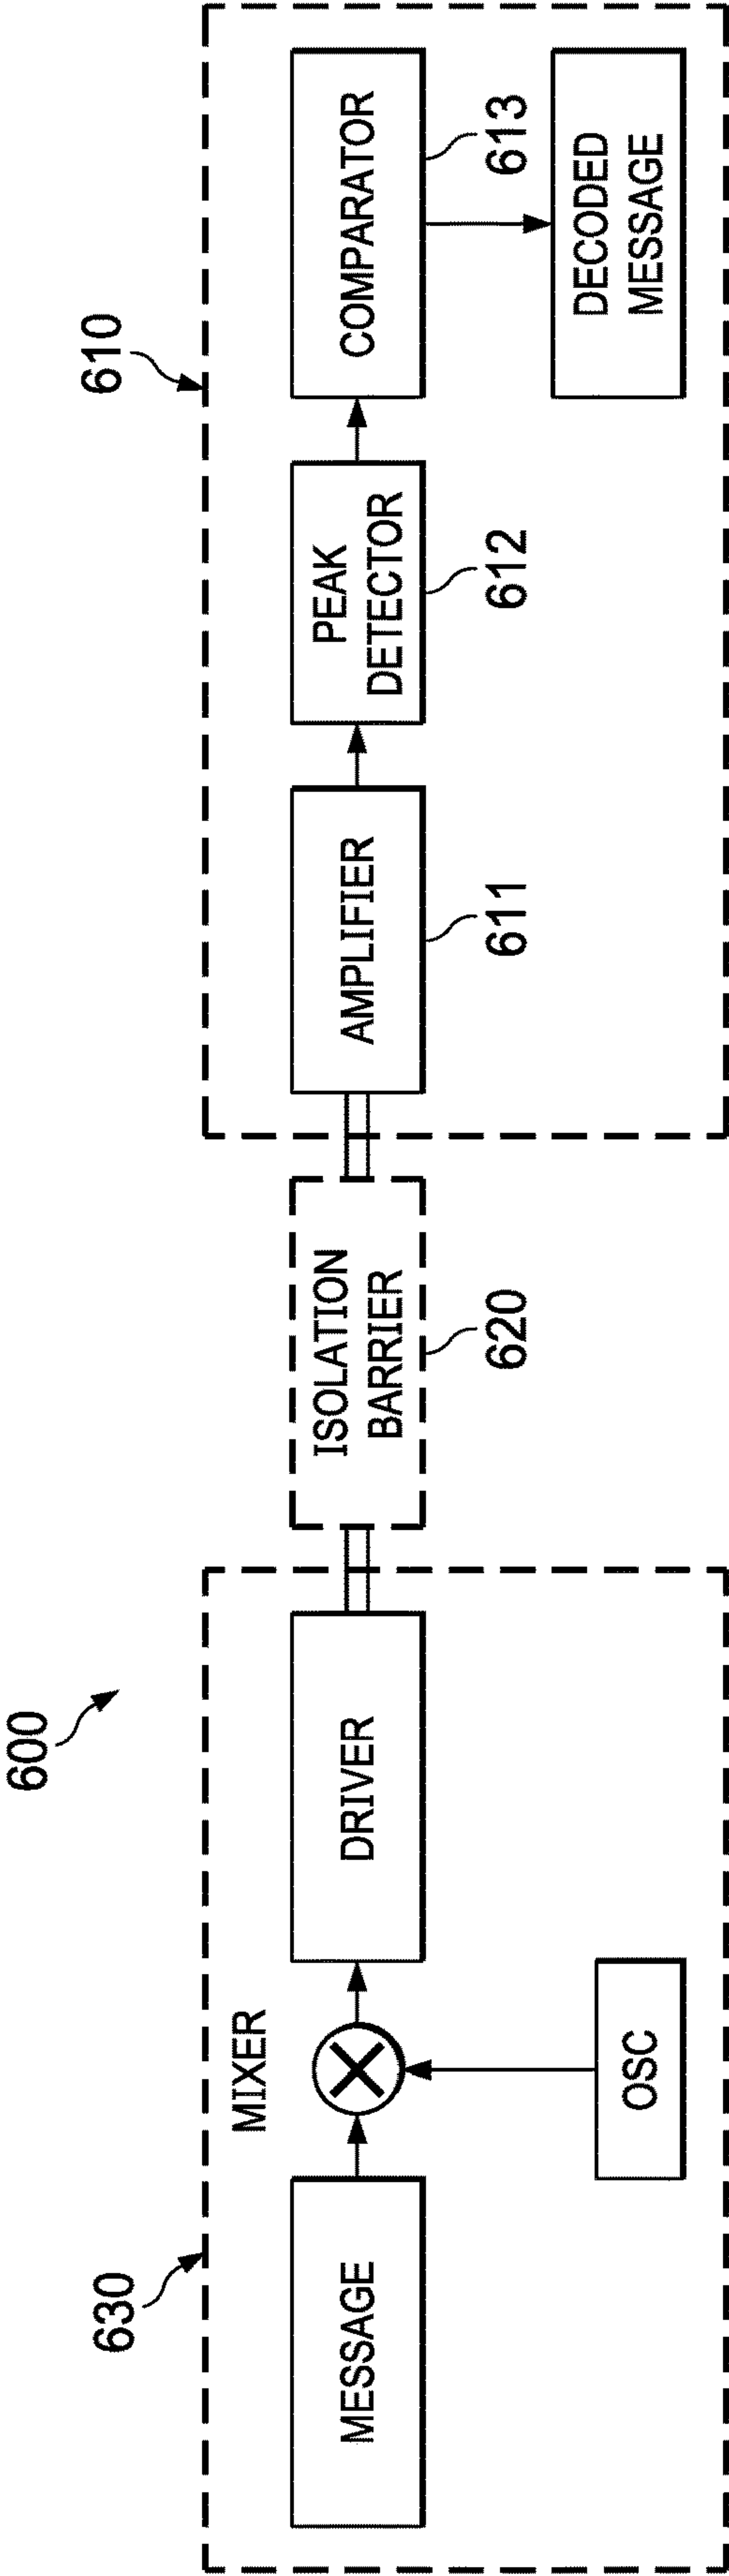 600
630
MIXER
MESSAGE
DRIVER
OSC
ISOLATION
BARRIER
620
610
AMPLIFIER
611
PEAK
DETECTOR
612
COMPARATOR
613
DECODED
MESSAGE